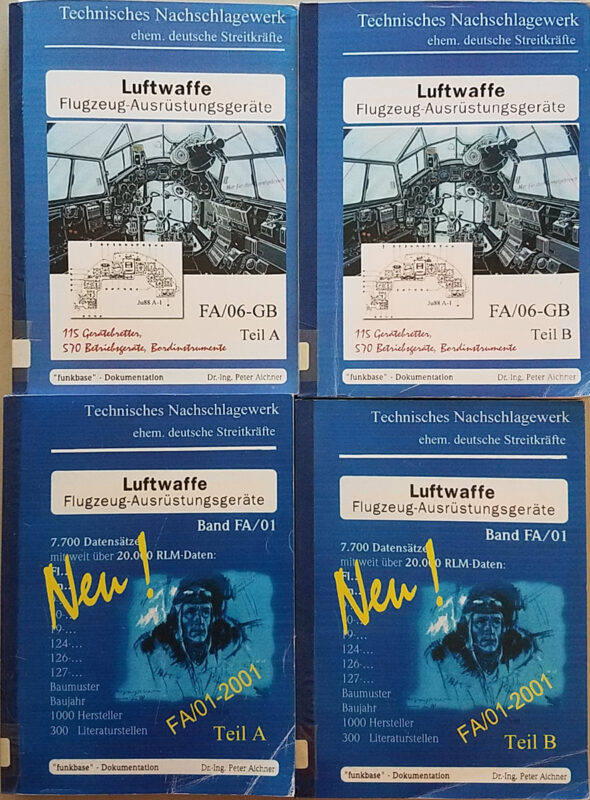 Technisches Nachschlagewerk
ehem. deutsche Streitkräfte
Luftwaffe
Flugzeug-Ausrüstungsgeräte
Ju88 A-1
FA/06-GB
Teil A
115 Gerätebretter,
570 Betriebsgeräte, Bordinstrumente
"funkbase" - Dokumentation Dr.-Ing. Peter Aichner
Technisches Nachschlagewerk
ehem. deutsche Streitkräfte
Luftwaffe
Flugzeug-Ausrüstungsgeräte
Ju88 A-1
FA/06-GB
Teil B
115 Gerätebretter,
570 Betriebsgeräte, Bordinstrumente
"funkbase" - Dokumentation Dr.-Ing. Peter Aichner
Technisches Nachschlagewerk
ehem. deutsche Streitkräfte
Luftwaffe
Flugzeug-Ausrüstungsgeräte
Band FA/01
7.700 Datensätze
mit weit über 20.000 RLM-Daten:
Neu!
19-...
124-...
126-...
127-...
Baumuster
Baujahr
1000 Hersteller
300 Literaturstellen
FA/01-2001
Teil A
"funkbase" - Dokumentation Dr.-Ing. Peter Aichner
Technisches Nachschlagewerk
ehem. deutsche Streitkräfte
Luftwaffe
Flugzeug-Ausrüstungsgeräte
Band FA/01
7.700 Datensätze
mit weit über 20.000 RLM-Daten:
Neu!
19-...
124-...
126-...
127-...
Baumuster
Baujahr
1000 Hersteller
300 Literaturstellen
FA/01-2001
Teil B
"funkbase" - Dokumentation Dr.-Ing. Peter Aichner